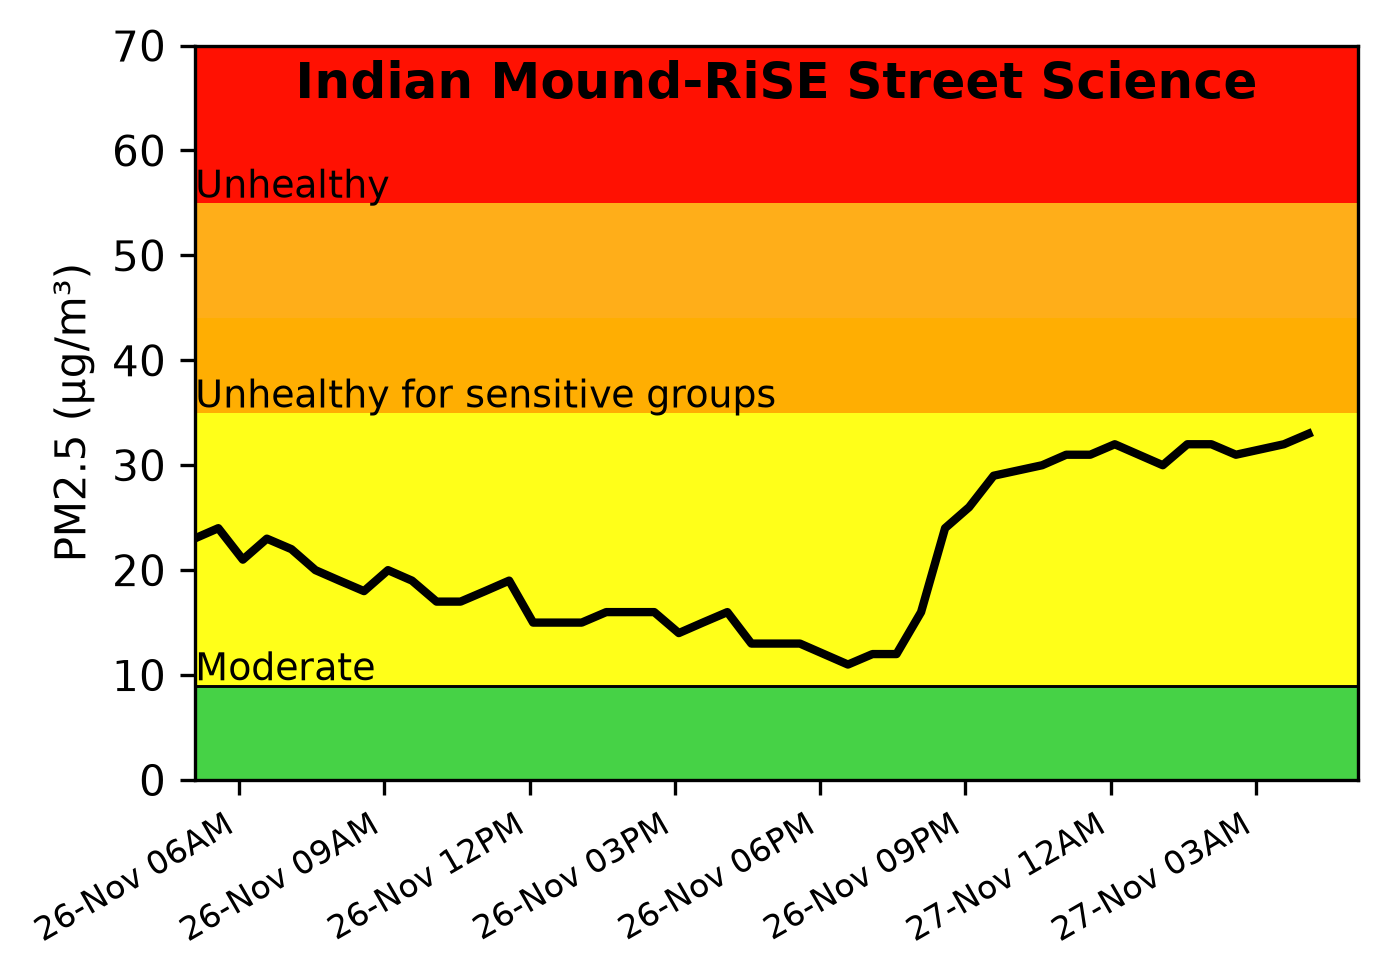 Indian Mound-RiSE Street Science
70
60
Unhealthy
50
40
Unhealthy for sensitive groups
30
20
Moderate
10
0
PM2.5 (µg/m³)
26-Nov 06AM
26-Nov 09AM
26-Nov 12PM
26-Nov 03PM
26-Nov 06PM
26-Nov 09PM
27-Nov 12AM
27-Nov 03AM